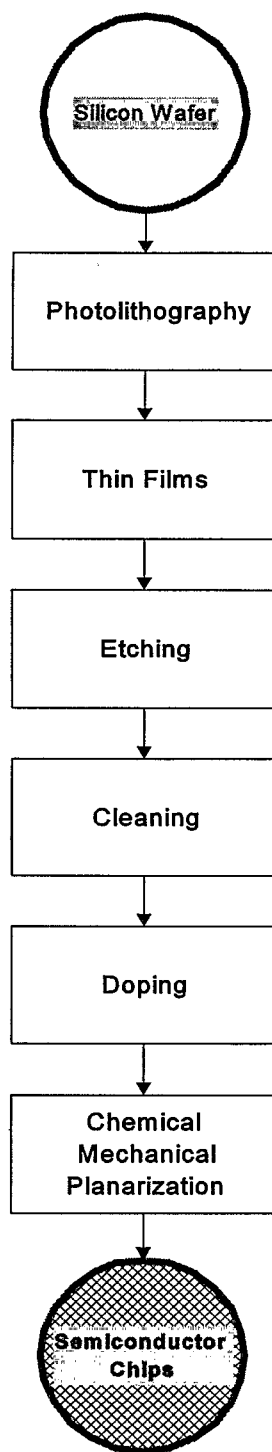 Silicon Wafer
Photolithography
Thin Films
Etching
Cleaning
Doping
Chemical
Mechanical
Planarization
Semiconductor
Chips